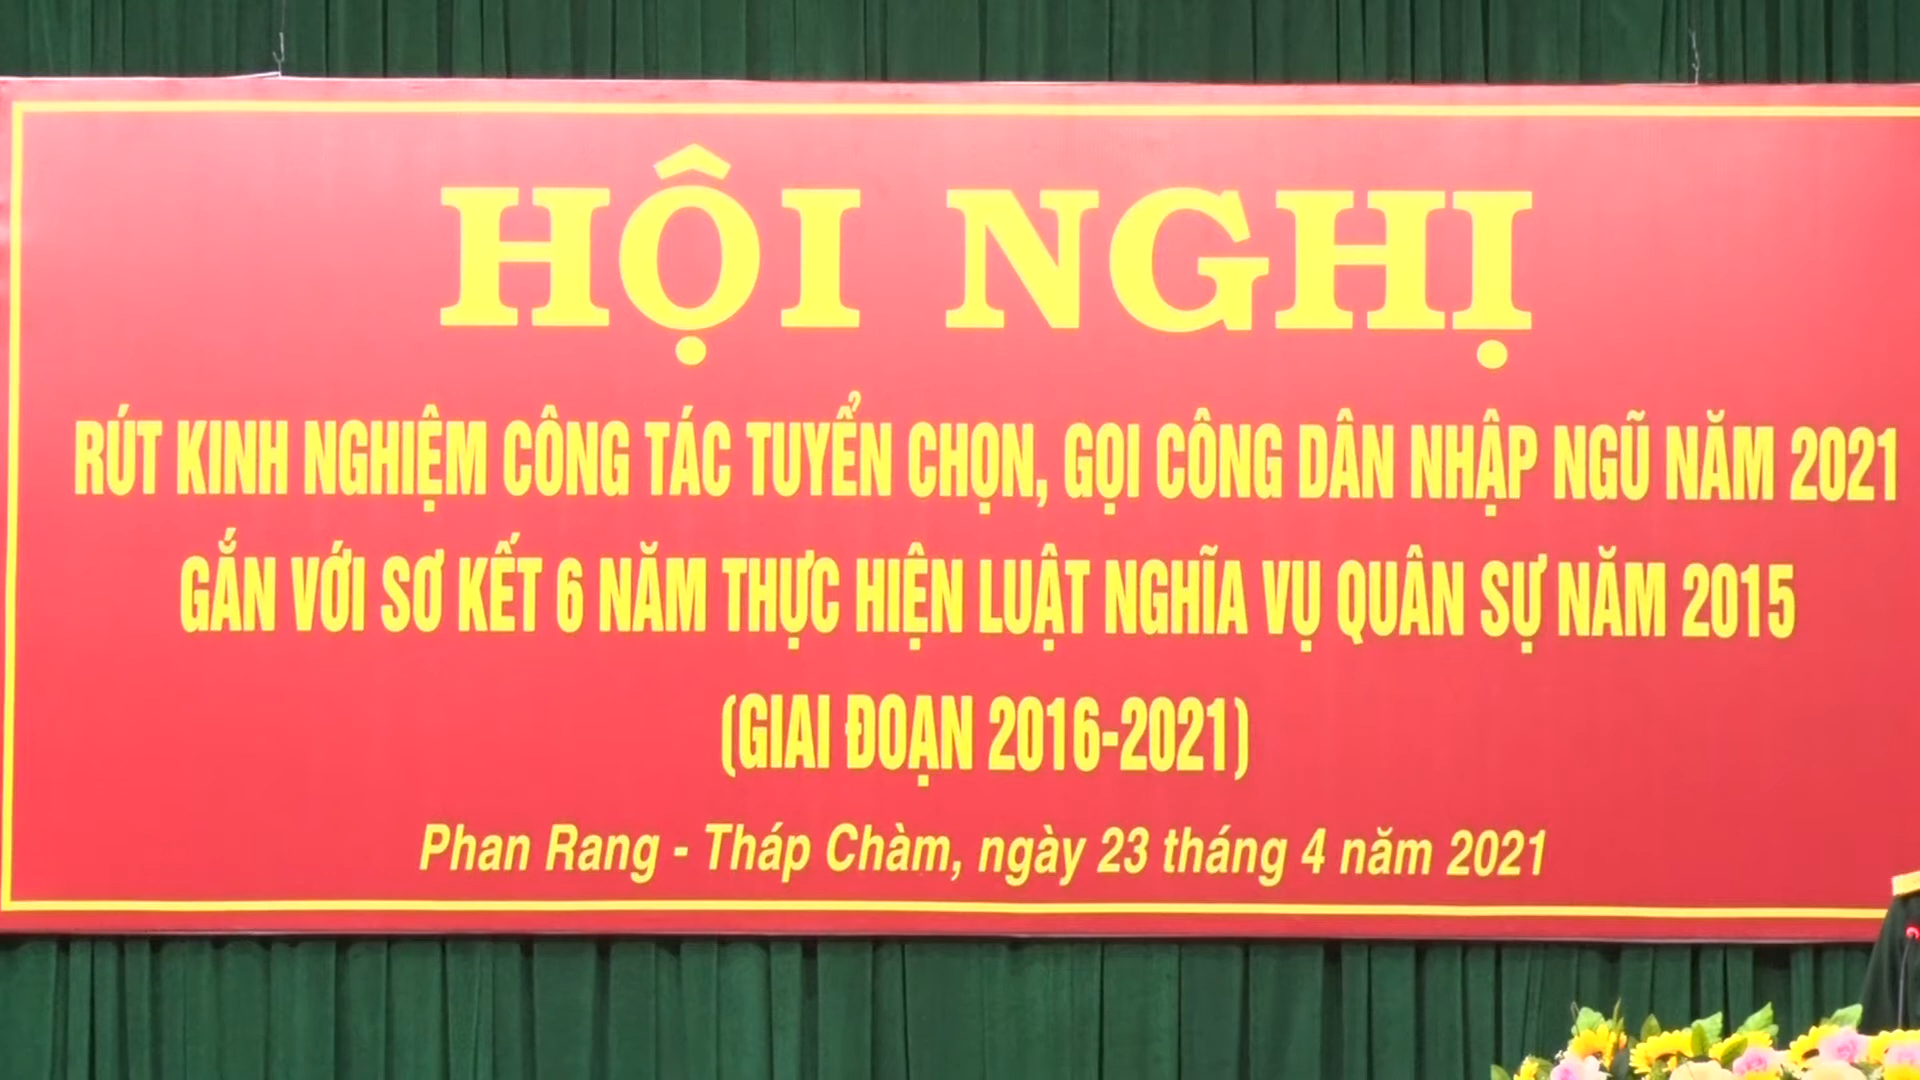 HỘI NGHỊ
RÚT KINH NGHIỆM CÔNG TÁC TUYỂN CHỌN, GỌI CÔNG DÂN NHẬP NGŨ NĂM 2021
GẮN VỚI SƠ KẾT 6 NĂM THỰC HIỆN LUẬT NGHĨA VỤ QUÂN SỰ NĂM 2015
(GIAI ĐOẠN 2016-2021)
Phan Rang - Tháp Chàm, ngày 23 tháng 4 năm 2021